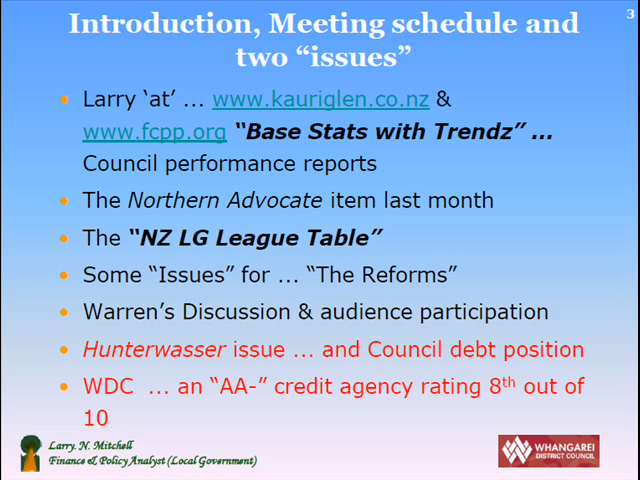 3
Introduction, Meeting schedule and
two “issues”
• Larry ‘at’ ... www.kauriglen.co.nz &
www.fcpp.org “Base Stats with Trendz” ...
Council performance reports
• The Northern Advocate item last month
• The “NZ LG League Table”
• Some “Issues” for ... “The Reforms”
• Warren’s Discussion & audience participation
• Hunterwasser issue ... and Council debt position
• WDC ... an “AA-” credit agency rating 8th out of
10
Larry. N. Mitchell
Finance & Policy Analyst (Local Government)
WHANGAREI
DISTRICT COUNCIL